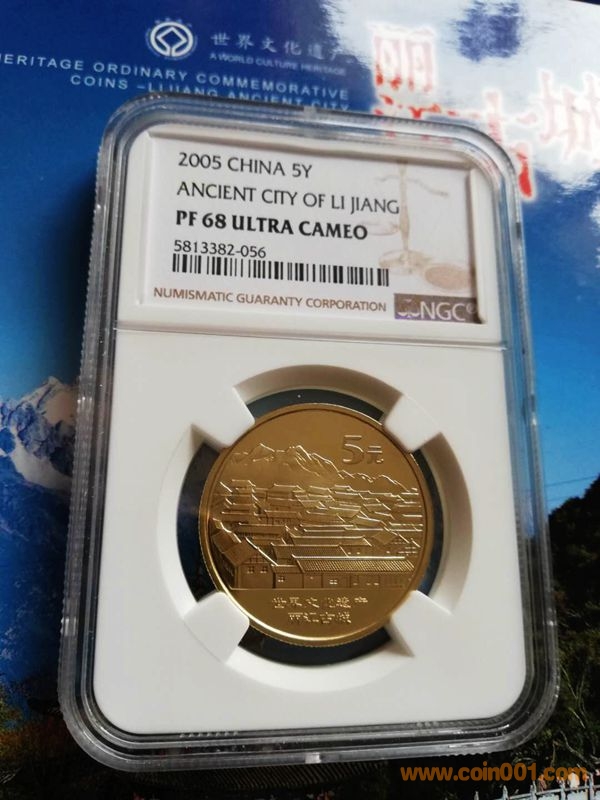 世界文化遗产
A WORLD CULTURE HERITAGE
HERITAGE ORDINARY COMMEMORATIVE
COINS -LIJIANG ANCIENT CITY
丽
2005 CHINA 5Y
ANCIENT CITY OF LI JIANG
PF 68 ULTRA CAMEO
5813382-056
NUMISMATIC GUARANTY CORPORATION
NGC
5元
世界文化遗产
丽江古城
www.coin001.com